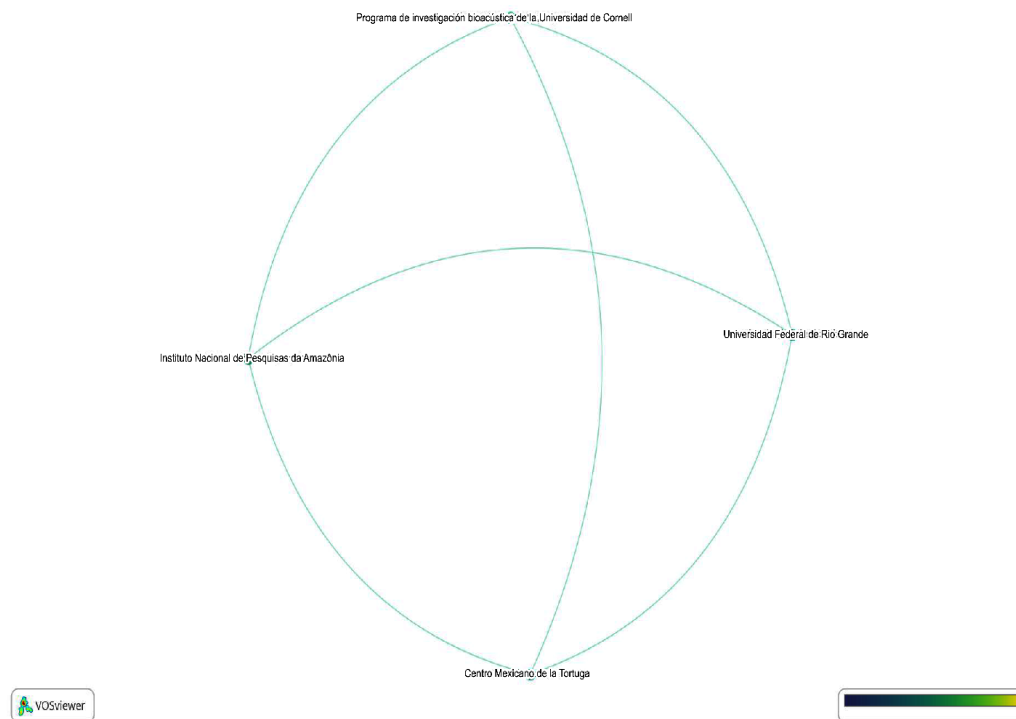 Programa de investigación bioacústica de la Universidad de Cornell
Universidad Federal de Rio Grande
Instituto Nacional de Pesquisas da Amazônia
Centro Mexicano de la Tortuga
VOSviewer